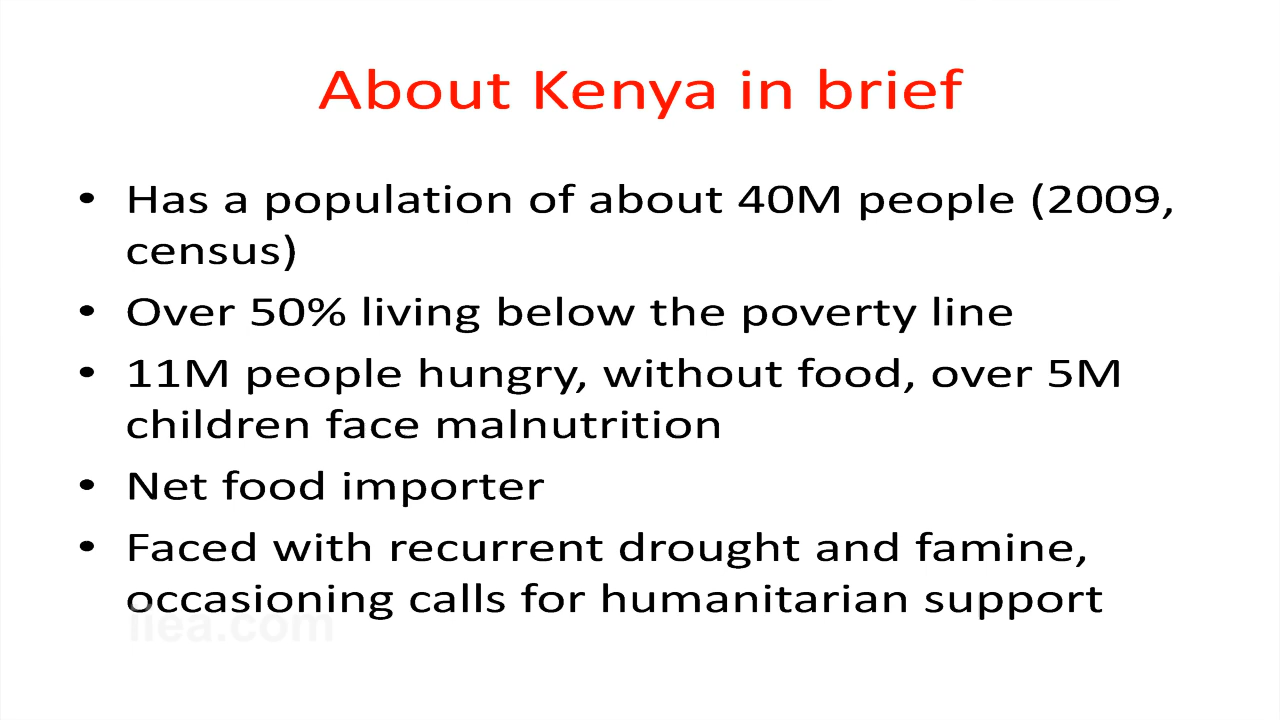 About Kenya in brief
• Has a population of about 40M people (2009,
census)
• Over 50% living below the poverty line
• 11M people hungry, without food, over 5M
children face malnutrition
• Net food importer
• Faced with recurrent drought and famine,
occasioning calls for humanitarian support